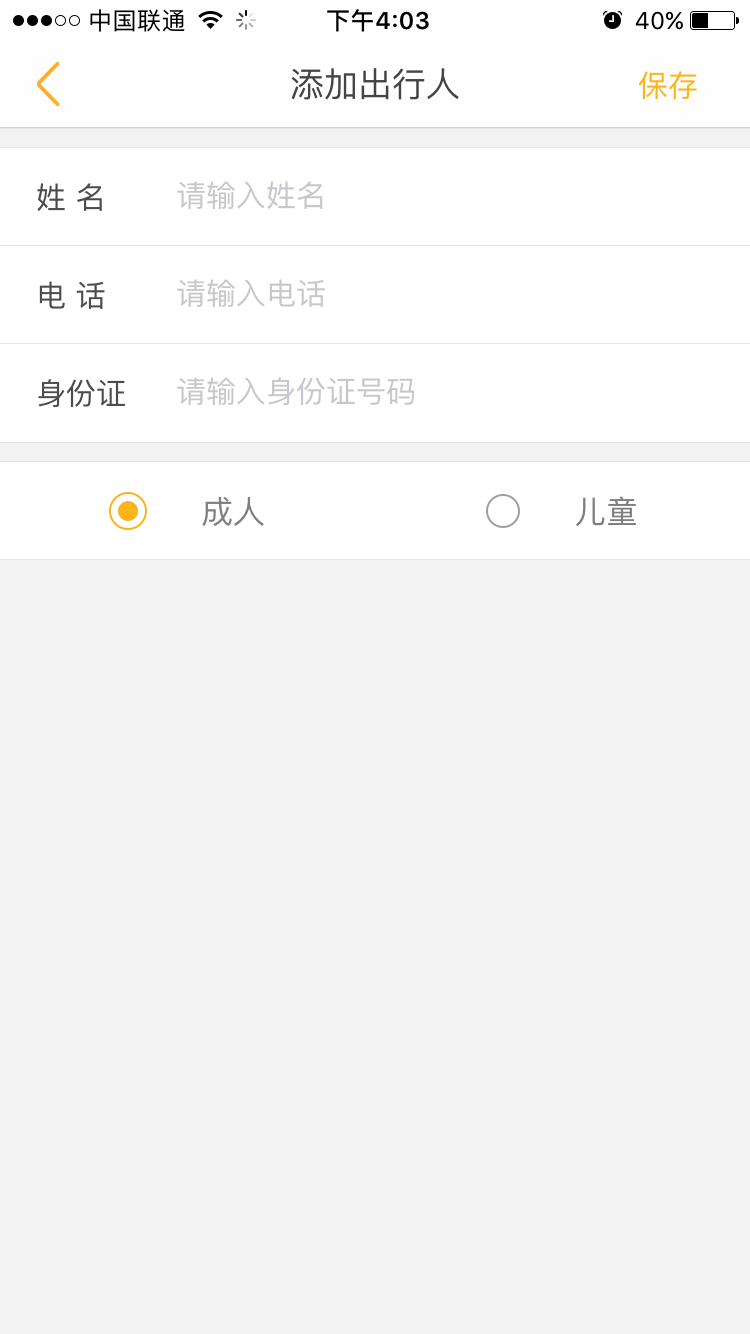 中国联通 下午4:03 40%
添加出行人 保存
姓 名 请输入姓名
电 话 请输入电话
身份证 请输入身份证号码
成人 儿童